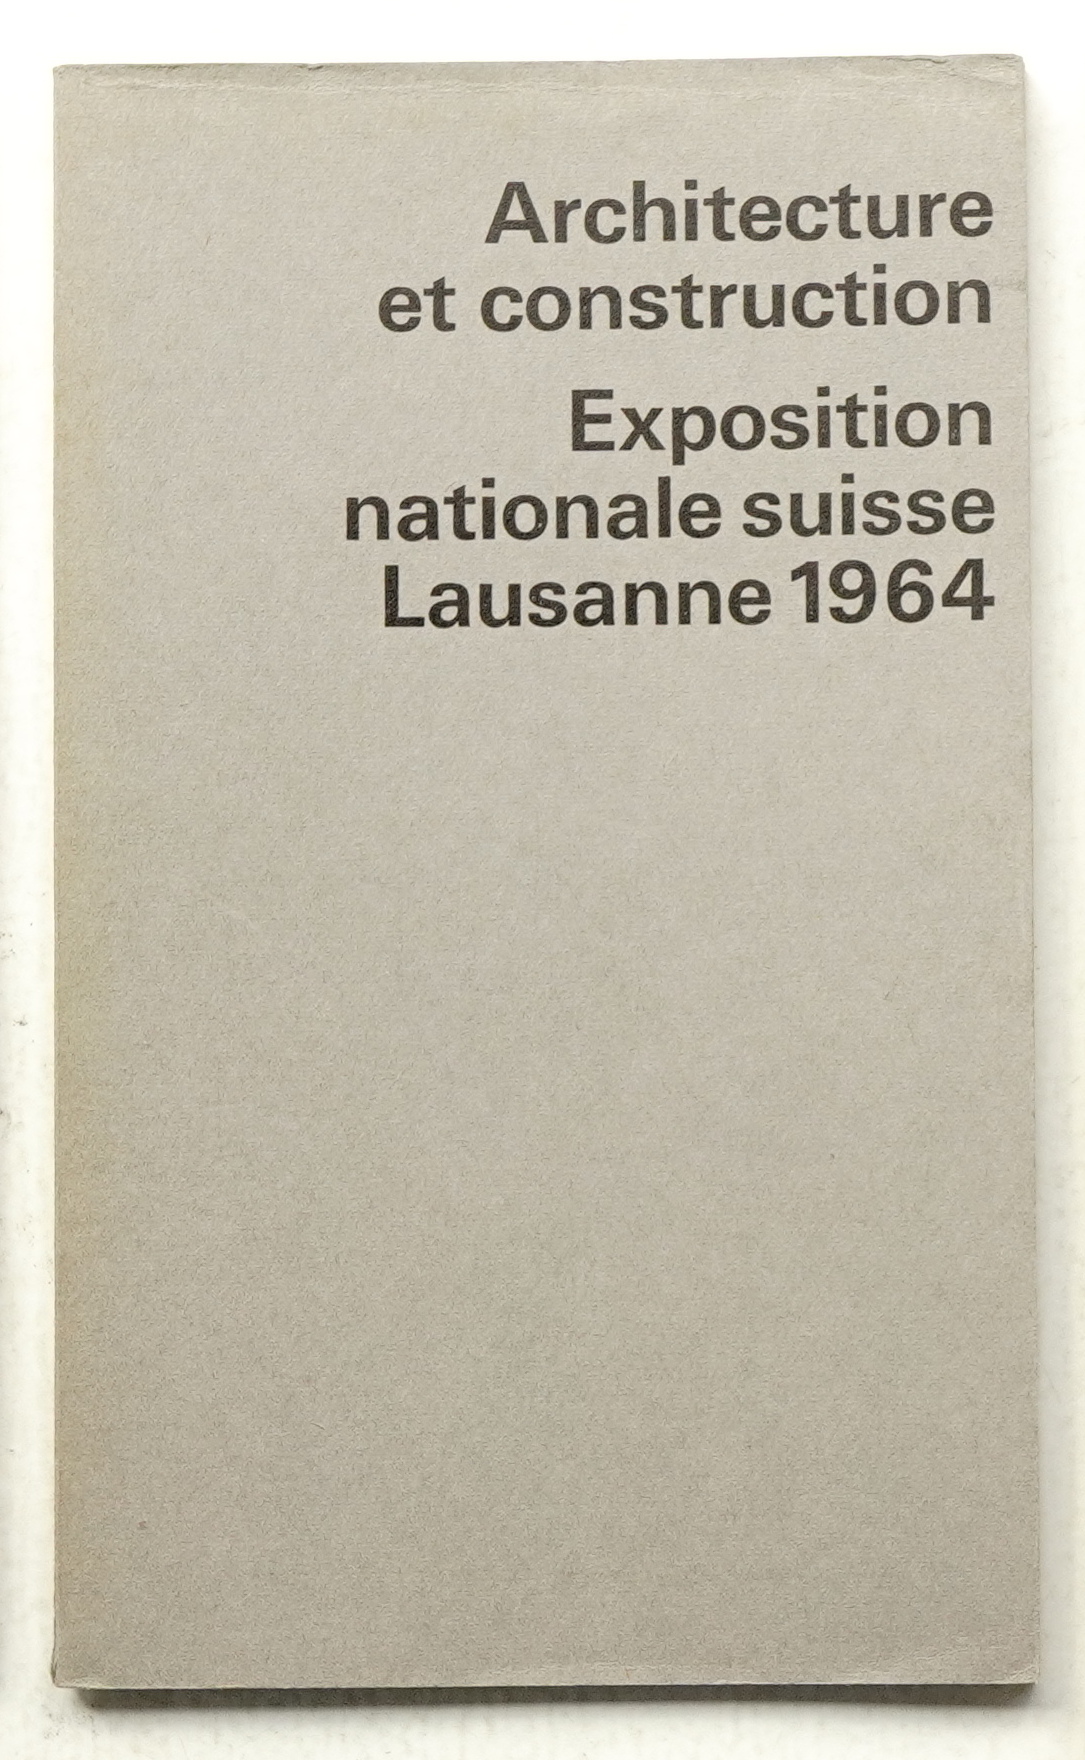 Architecture
et construction
Exposition
nationale suisse
Lausanne 1964